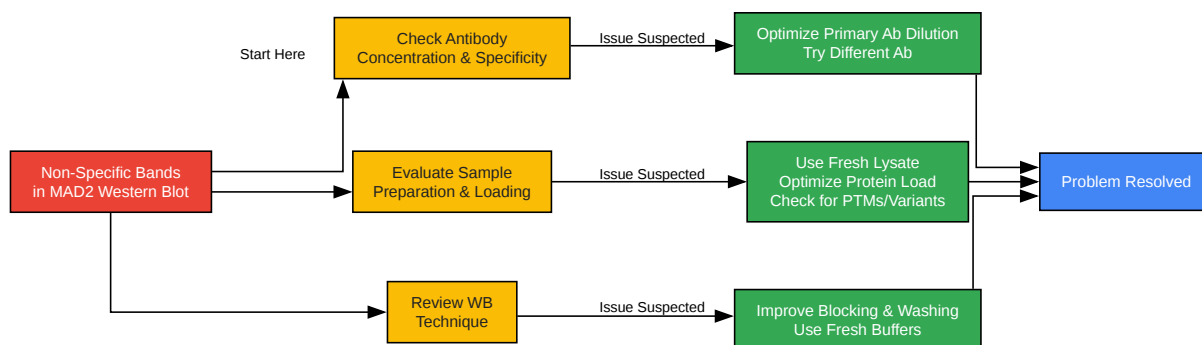 Start Here
Check Antibody
Concentration & Specificity
Issue Suspected
Optimize Primary Ab Dilution
Try Different Ab
Non-Specific Bands
in MAD2 Western Blot
Evaluate Sample
Preparation & Loading
Issue Suspected
Use Fresh Lysate
Optimize Protein Load
Check for PTMs/Variants
Problem Resolved
Review WB
Technique
Issue Suspected
Improve Blocking & Washing
Use Fresh Buffers